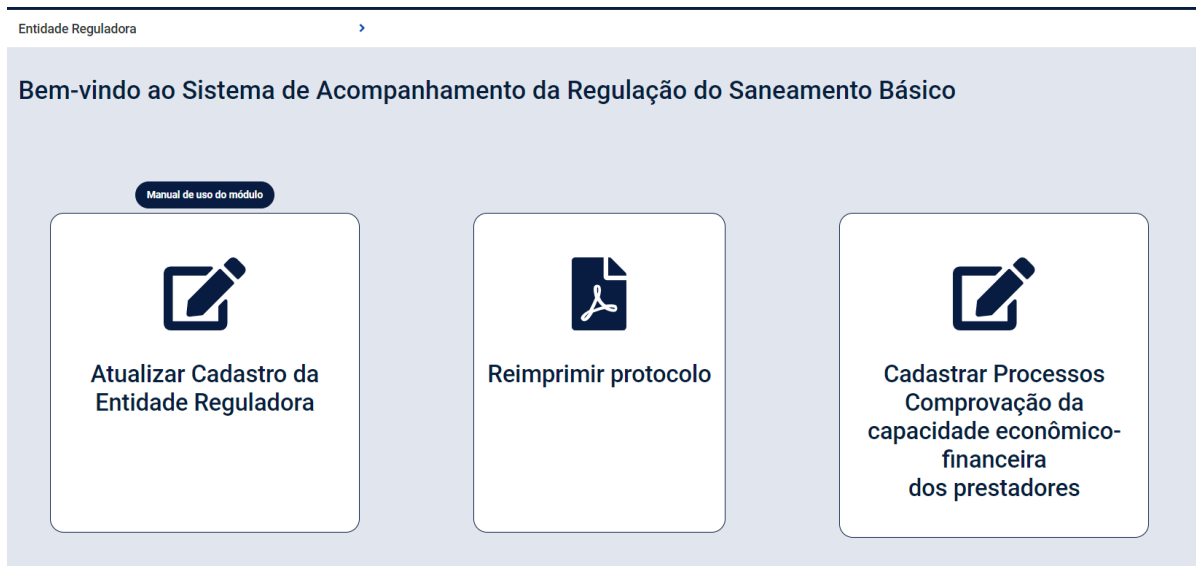 Entidade Reguladora
Bem-vindo ao Sistema de Acompanhamento da Regulação do Saneamento Básico
Manual de uso do módulo
Atualizar Cadastro da
Entidade Reguladora
Reimprimir protocolo
Cadastrar Processos
Comprovação da
capacidade econômico-
financeira
dos prestadores